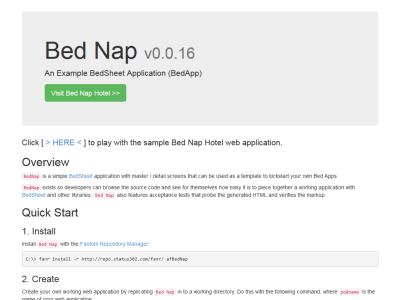 Bed Nap v0.0.16
An Example BedSheet Application (BedApp)
Visit Bed Nap Hotel >>
Click [ > HERE < ] to play with the sample Bed Nap Hotel web application.
Overview
BedNap is a simple BedSheet application with master / detail screens that can be used as a template to kickstart your own Bed Apps.
BedNap exists so developers can browse the source code and see for themselves how easy it is to piece together a working application with
BedSheet and other libraries. Bed Nap also features acceptance tests that probe the generated HTML and verifies the markup.
Quick Start
1. Install
Install Bed Nap with the Fantom Repository Manager:
C:\> fanr install -r http://repo.status302.com/fanr/ afBedNap
2. Create
Create your own working web application by replicating Bed Nap in to a working directory. Do this with the following command, where podname is the
name of your web application.